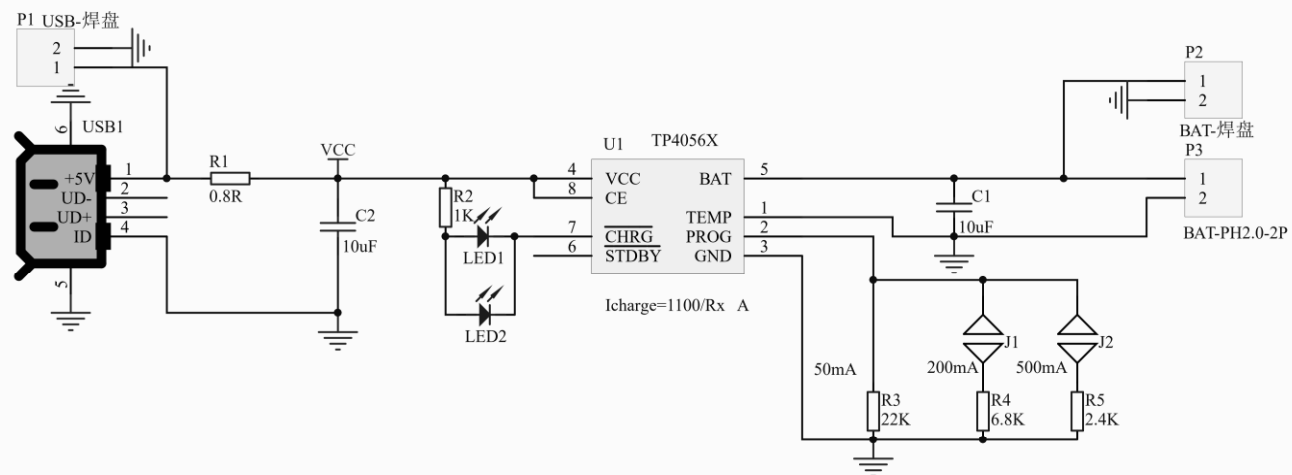 P1 USB-焊盘
2
1
6
USB1
+5V 1
UD- 2
UD+ 3
ID 4
5
R1
0.8R
VCC
C2
10uF
R2
1K
LED1
LED2
U1 TP4056X
4 VCC BAT 5
8 CE
TEMP 1
7 CHRG PROG 2
6 STDBY GND 3
Icharge=1100/Rx A
C1
10uF
P2
1
2
BAT-焊盘
P3
1
2
BAT-PH2.0-2P
J1
J2
50mA
200mA
500mA
R3
22K
R4
6.8K
R5
2.4K